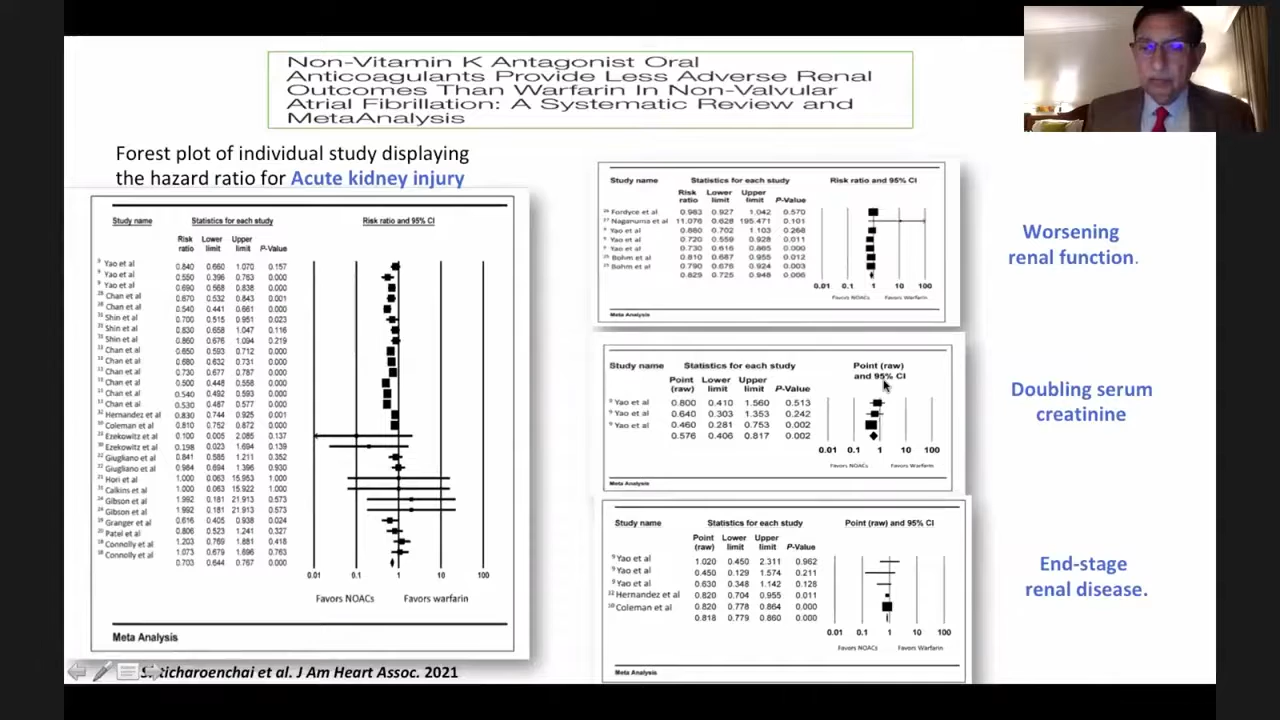 Non-Vitamin K Antagonist Oral
Anticoagulants Provide Less Adverse Renal
Outcomes Than Warfarin In Non-Valvular
Atrial Fibrillation: A Systematic Review and
MetaAnalysis
Forest plot of individual study displaying
the hazard ratio for Acute kidney injury
Study name Statistics for each study Risk ratio and 95% CI
Risk ratio Lower limit Upper limit P-Value
Yao et al 0.840 0.660 1.070 0.157
Yao et al 0.550 0.396 0.763 0.000
Yao et al 0.690 0.568 0.838 0.000
Chan et al 0.670 0.532 0.843 0.001
Chan et al 0.540 0.441 0.661 0.000
Shin et al 0.700 0.515 0.951 0.023
Shin et al 0.830 0.658 1.047 0.116
Shin et al 0.860 0.676 1.094 0.219
Chan et al 0.650 0.593 0.712 0.000
Chan et al 0.680 0.632 0.731 0.000
Chan et al 0.730 0.677 0.787 0.000
Chan et al 0.500 0.448 0.558 0.000
Chan et al 0.540 0.492 0.593 0.000
Chan et al 0.530 0.487 0.577 0.000
Hernandez et al 0.830 0.744 0.925 0.001
Coleman et al 0.810 0.752 0.872 0.000
Ezekowitz et al 0.100 0.005 2.085 0.137
Ezekowitz et al 0.198 0.023 1.694 0.139
Giugliano et al 0.841 0.585 1.211 0.352
Giugliano et al 0.984 0.694 1.396 0.930
Hori et al 1.000 0.063 15.953 1.000
Calkins et al 1.000 0.063 15.922 1.000
Gibson et al 1.992 0.181 21.913 0.573
Gibson et al 1.992 0.181 21.913 0.573
Granger et al 0.616 0.405 0.938 0.024
Patel et al 0.806 0.523 1.241 0.327
Connolly et al 1.203 0.769 1.881 0.418
Connolly et al 1.073 0.679 1.696 0.763
0.703 0.644 0.767 0.000
0.01 0.1 1 10 100
Favors NOACs Favors warfarin
Meta Analysis
Study name Statistics for each study Risk ratio and 95% CI
Risk ratio Lower limit Upper limit P-Value
Fordyce et al 0.983 0.927 1.042 0.570
Naganuma et al 11.076 0.628 195.471 0.101
Yao et al 0.880 0.702 1.103 0.268
Yao et al 0.720 0.559 0.928 0.011
Yao et al 0.730 0.616 0.865 0.000
Bohm et al 0.810 0.687 0.955 0.012
Bohm et al 0.790 0.676 0.924 0.003
0.829 0.725 0.948 0.006
0.01 0.1 1 10 100
Favors NOACs Favors Warfarin
Meta Analysis
Worsening
renal function.
Study name Statistics for each study Point (raw) and 95% CI
Point (raw) Lower limit Upper limit P-Value
Yao et al 0.800 0.410 1.560 0.513
Yao et al 0.640 0.303 1.353 0.242
Yao et al 0.460 0.281 0.753 0.002
0.576 0.406 0.817 0.002
0.01 0.1 1 10 100
Favors NOACs Favors Warfarin
Meta Analysis
Doubling serum
creatinine
Study name Statistics for each study Point (raw) and 95% CI
Point (raw) Lower limit Upper limit P-Value
Yao et al 1.020 0.450 2.311 0.962
Yao et al 0.450 0.129 1.574 0.211
Yao et al 0.630 0.348 1.142 0.128
Hernandez et al 0.820 0.704 0.955 0.011
Coleman et al 0.820 0.778 0.864 0.000
0.818 0.779 0.860 0.000
0.01 0.1 1 10 100
Favors NOACs Favors Warfarin
Meta Analysis
End-stage
renal disease.
et al. J Am Heart Assoc. 2021